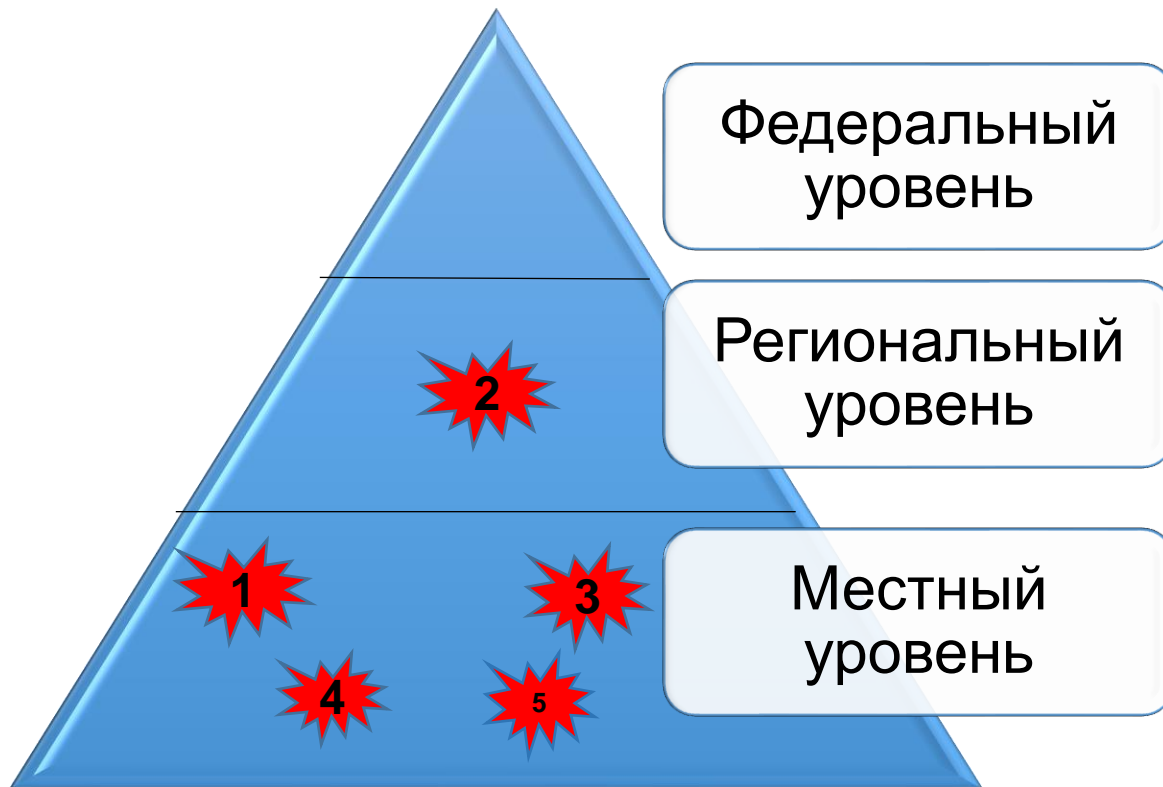 Федеральный
уровень
Региональный
уровень
2
Местный
уровень
1
3
4
5